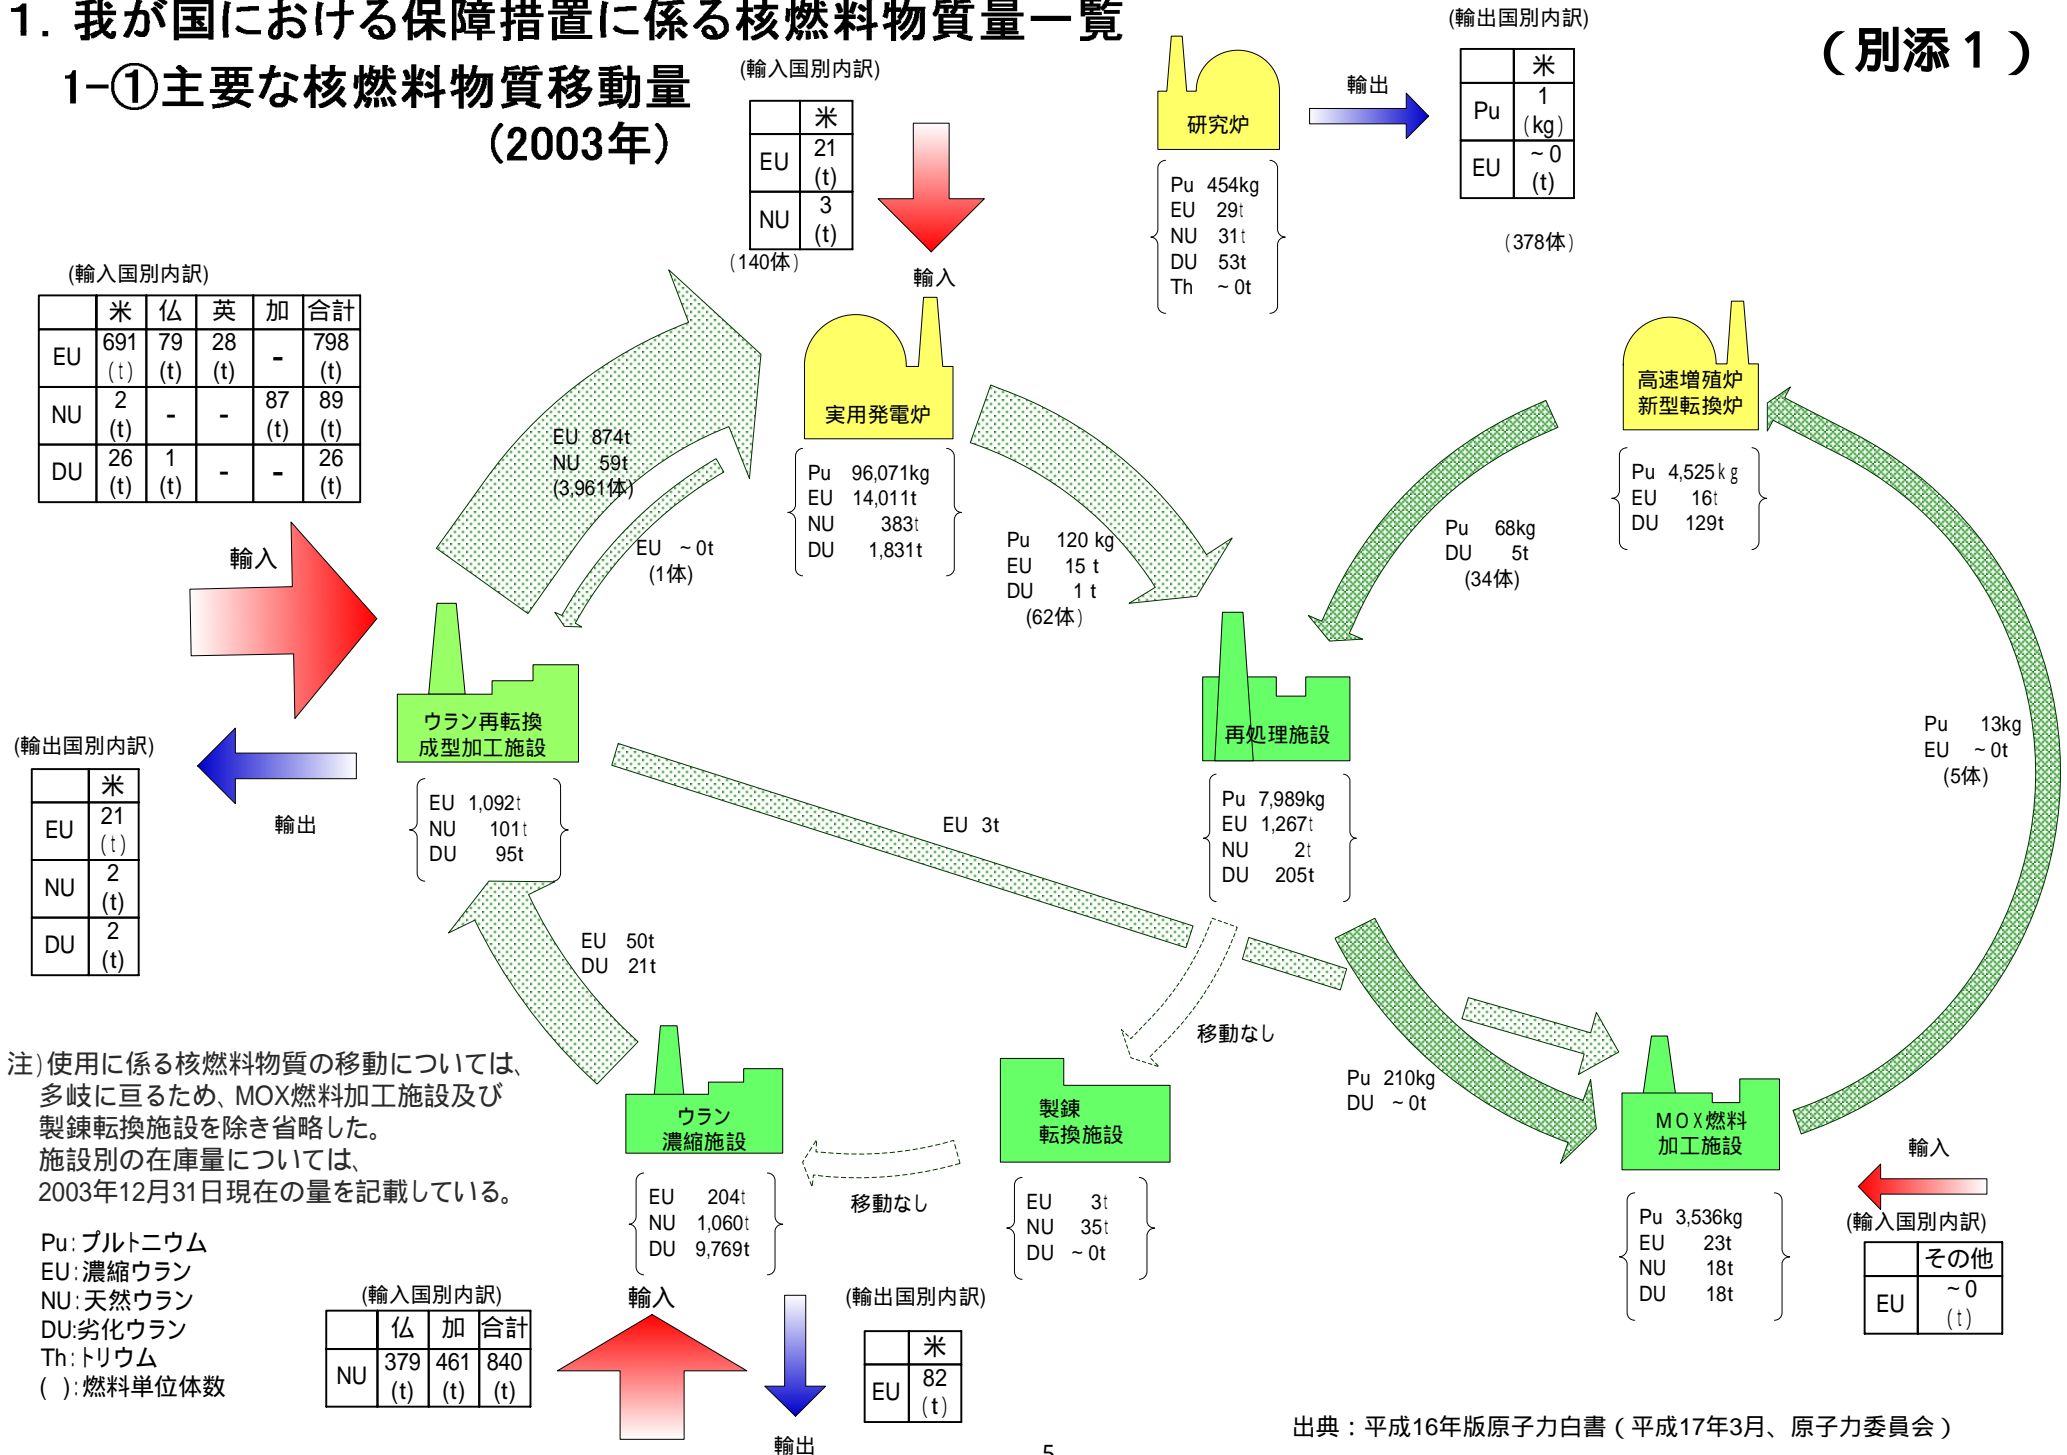 1. 我が国における保障措置に係る核燃料物質量一覧
（別添１）
1-①主要な核燃料物質移動量
(2003年)
(輸入国別内訳)
米
EU 21 (t)
NU 3 (t)
(140体)
輸入
研究炉
Pu 454kg
EU 29t
NU 31t
DU 53t
Th ~0t
輸出
(輸出国別内訳)
米
Pu 1 (kg)
EU ~0 (t)
(378体)
(輸入国別内訳)
米 仏 英 加 合計
EU 691 (t) 79 (t) 28 (t) - 798 (t)
NU 2 (t) - - 87 (t) 89 (t)
DU 26 (t) 1 (t) - - 26 (t)
輸入
EU 874t
NU 59t
(3,961体)
EU ~0t
(1体)
実用発電炉
Pu 96,071kg
EU 14,011t
NU 383t
DU 1,831t
Pu 120 kg
EU 15 t
DU 1 t
(62体)
高速増殖炉
新型転換炉
Pu 4,525kg
EU 16t
DU 129t
Pu 68kg
DU 5t
(34体)
Pu 13kg
EU ~0t
(5体)
ウラン再転換
成型加工施設
EU 1,092t
NU 101t
DU 95t
再処理施設
Pu 7,989kg
EU 1,267t
NU 2t
DU 205t
(輸出国別内訳)
米
EU 21 (t)
NU 2 (t)
DU 2 (t)
輸出
EU 3t
EU 50t
DU 21t
移動なし
Pu 210kg
DU ~0t
ウラン
濃縮施設
EU 204t
NU 1,060t
DU 9,769t
移動なし
製錬
転換施設
EU 3t
NU 35t
DU ~0t
MOX燃料
加工施設
Pu 3,536kg
EU 23t
NU 18t
DU 18t
輸入
(輸入国別内訳)
その他
EU ~0 (t)
注)使用に係る核燃料物質の移動については、
多岐に亘るため、MOX燃料加工施設及び
製錬転換施設を除き省略した。
施設別の在庫量については、
2003年12月31日現在の量を記載している。
Pu:プルトニウム
EU:濃縮ウラン
NU:天然ウラン
DU:劣化ウラン
Th:トリウム
( ):燃料単位体数
(輸入国別内訳)
仏 加 合計
NU 379 (t) 461 (t) 840 (t)
輸入
輸出
(輸出国別内訳)
米
EU 82 (t)
出典：平成16年版原子力白書（平成17年3月、原子力委員会）
5